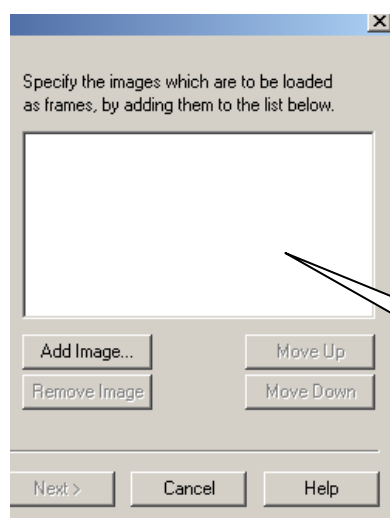 Specify the images which are to be loaded
as frames, by adding them to the list below.
Add Image...
Move Up
Remove Image
Move Down
Next >
Cancel
Help